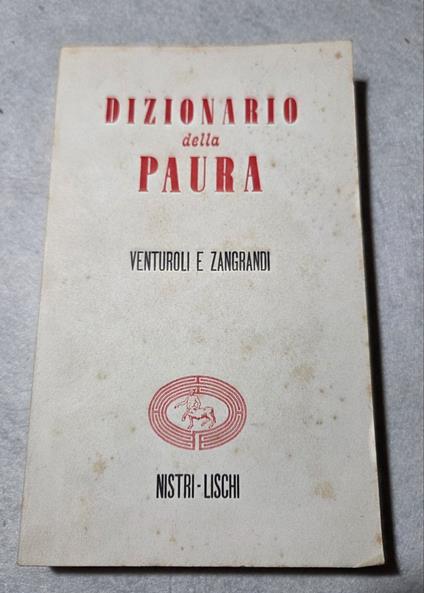 DIZIONARIO
della
PAURA
VENTUROLI E ZANGRANDI
NISTRI-LISCHI